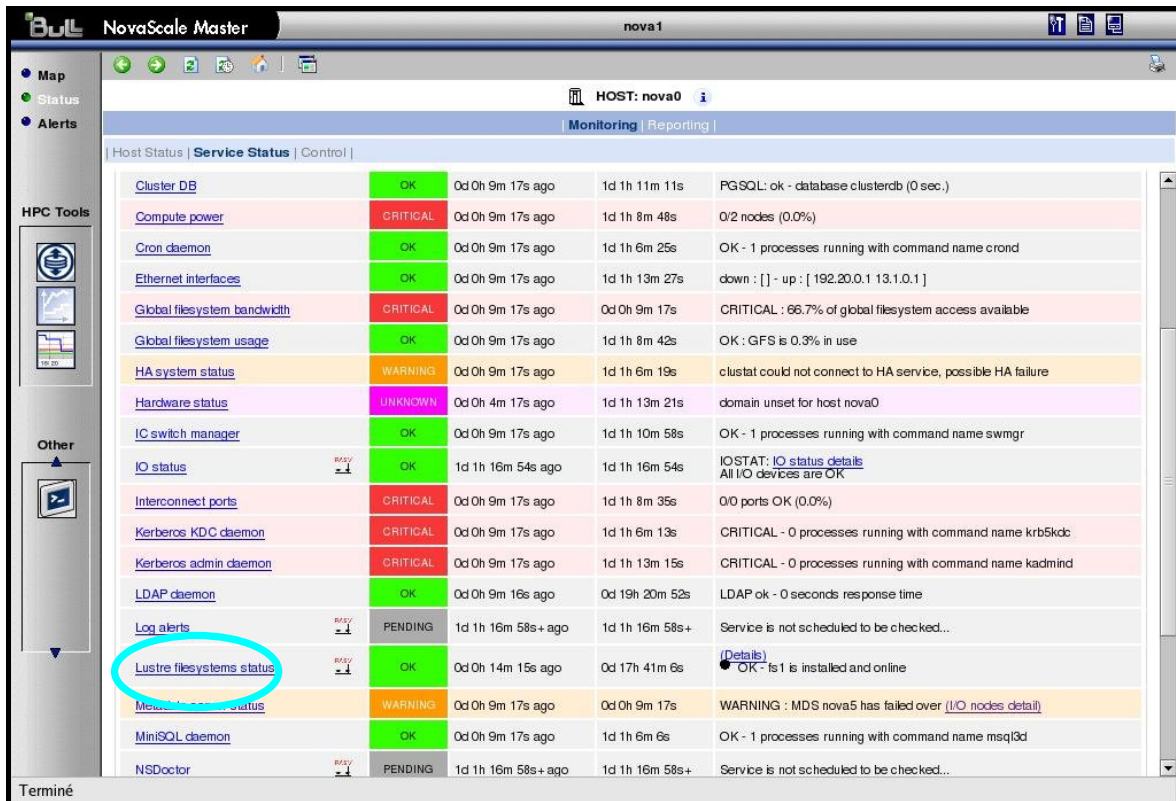 Bull NovaScale Master nova1
Map
Status
Alerts
HPC Tools
Other
HOST: nova0 i
| Monitoring | Reporting |
| Host Status | Service Status | Control |
Cluster DB OK 0d 0h 9m 17s ago 1d 1h 11m 11s PGSQL: ok - database clusterdb (0 sec.)
Compute power CRITICAL 0d 0h 9m 17s ago 1d 1h 8m 48s 0/2 nodes (0.0%)
Cron daemon OK 0d 0h 9m 17s ago 1d 1h 6m 25s OK - 1 processes running with command name crond
Ethernet interfaces OK 0d 0h 9m 17s ago 1d 1h 13m 27s down : [ ] - up : [ 192.20.0.1 13.1.0.1 ]
Global filesystem bandwidth CRITICAL 0d 0h 9m 17s ago 0d 0h 9m 17s CRITICAL : 66.7% of global filesystem access available
Global filesystem usage OK 0d 0h 9m 17s ago 1d 1h 8m 42s OK : GFS is 0.3% in use
HA system status WARNING 0d 0h 9m 17s ago 1d 1h 6m 19s clustat could not connect to HA service, possible HA failure
Hardware status UNKNOWN 0d 0h 4m 17s ago 1d 1h 13m 21s domain unset for host nova0
IC switch manager OK 0d 0h 9m 17s ago 1d 1h 10m 58s OK - 1 processes running with command name swmgr
IO status OK 1d 1h 16m 54s ago 1d 1h 16m 54s IOSTAT: IO status details
All I/O devices are OK
Interconnect ports CRITICAL 0d 0h 9m 17s ago 1d 1h 8m 35s 0/0 ports OK (0.0%)
Kerberos KDC daemon CRITICAL 0d 0h 9m 17s ago 1d 1h 6m 13s CRITICAL - 0 processes running with command name krb5kdc
Kerberos admin daemon CRITICAL 0d 0h 9m 17s ago 1d 1h 13m 15s CRITICAL - 0 processes running with command name kadmind
LDAP daemon OK 0d 0h 9m 16s ago 0d 19h 20m 52s LDAP ok - 0 seconds response time
Log alerts PENDING 1d 1h 16m 58s+ ago 1d 1h 16m 58s+ Service is not scheduled to be checked...
Lustre filesystems status OK 0d 0h 14m 15s ago 0d 17h 41m 6s (Details)
OK - fs1 is installed and online
status WARNING 0d 0h 9m 17s ago 0d 0h 9m 17s WARNING : MDS nova5 has failed over (I/O nodes detail)
MiniSQL daemon OK 0d 0h 9m 17s ago 1d 1h 6m 6s OK - 1 processes running with command name msql3d
NSDoctor PENDING 1d 1h 16m 58s+ ago 1d 1h 16m 58s+ Service is not scheduled to be checked...
Terminé